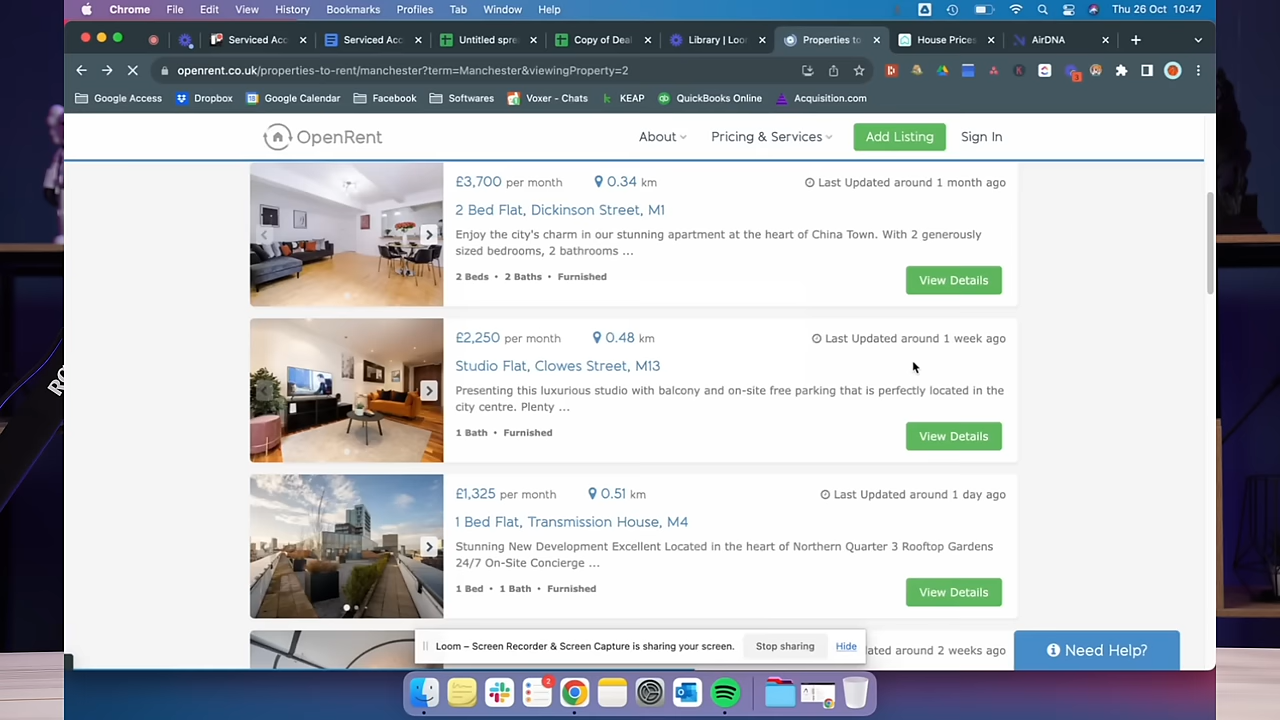 Chrome File Edit View History Bookmarks Profiles Tab Window Help Thu 26 Oct 10:47
Serviced Acc Serviced Acc Untitled spre Copy of Deal Library | Loo Properties to House Prices AirDNA
openrent.co.uk/properties-to-rent/manchester?term=Manchester&viewingProperty=2
Google Access Dropbox Google Calendar Facebook Softwares Voxer - Chats KEAP QuickBooks Online Acquisition.com
OpenRent About Pricing & Services Add Listing Sign In
£3,700 per month 0.34 km Last Updated around 1 month ago
2 Bed Flat, Dickinson Street, M1
Enjoy the city's charm in our stunning apartment at the heart of China Town. With 2 generously
sized bedrooms, 2 bathrooms ...
2 Beds • 2 Baths • Furnished
View Details
£2,250 per month 0.48 km Last Updated around 1 week ago
Studio Flat, Clowes Street, M13
Presenting this luxurious studio with balcony and on-site free parking that is perfectly located in the
city centre. Plenty ...
1 Bath • Furnished
View Details
£1,325 per month 0.51 km Last Updated around 1 day ago
1 Bed Flat, Transmission House, M4
Stunning New Development Excellent Located in the heart of Northern Quarter 3 Rooftop Gardens
24/7 On-Site Concierge ...
1 Bed • 1 Bath • Furnished
View Details
Loom – Screen Recorder & Screen Capture is sharing your screen. Stop sharing Hide
ated around 2 weeks ago
Need Help?